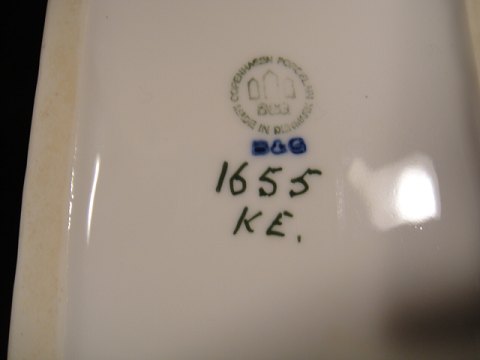 COPENHAGEN PORCELAIN
B&G
MADE IN DENMARK
B&G
1655
KE.